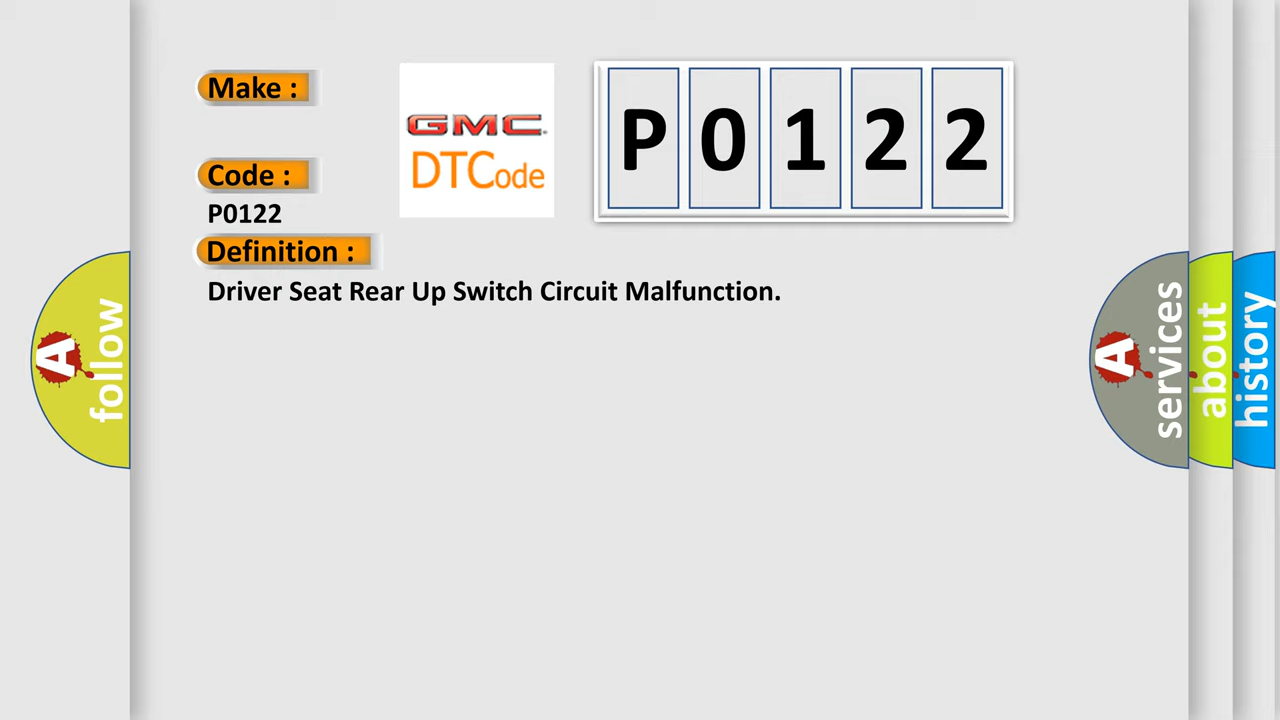 Make :
GMC
DTCode
P0122
Code :
P0122
Definition :
Driver Seat Rear Up Switch Circuit Malfunction.
A follow
A services
about
history